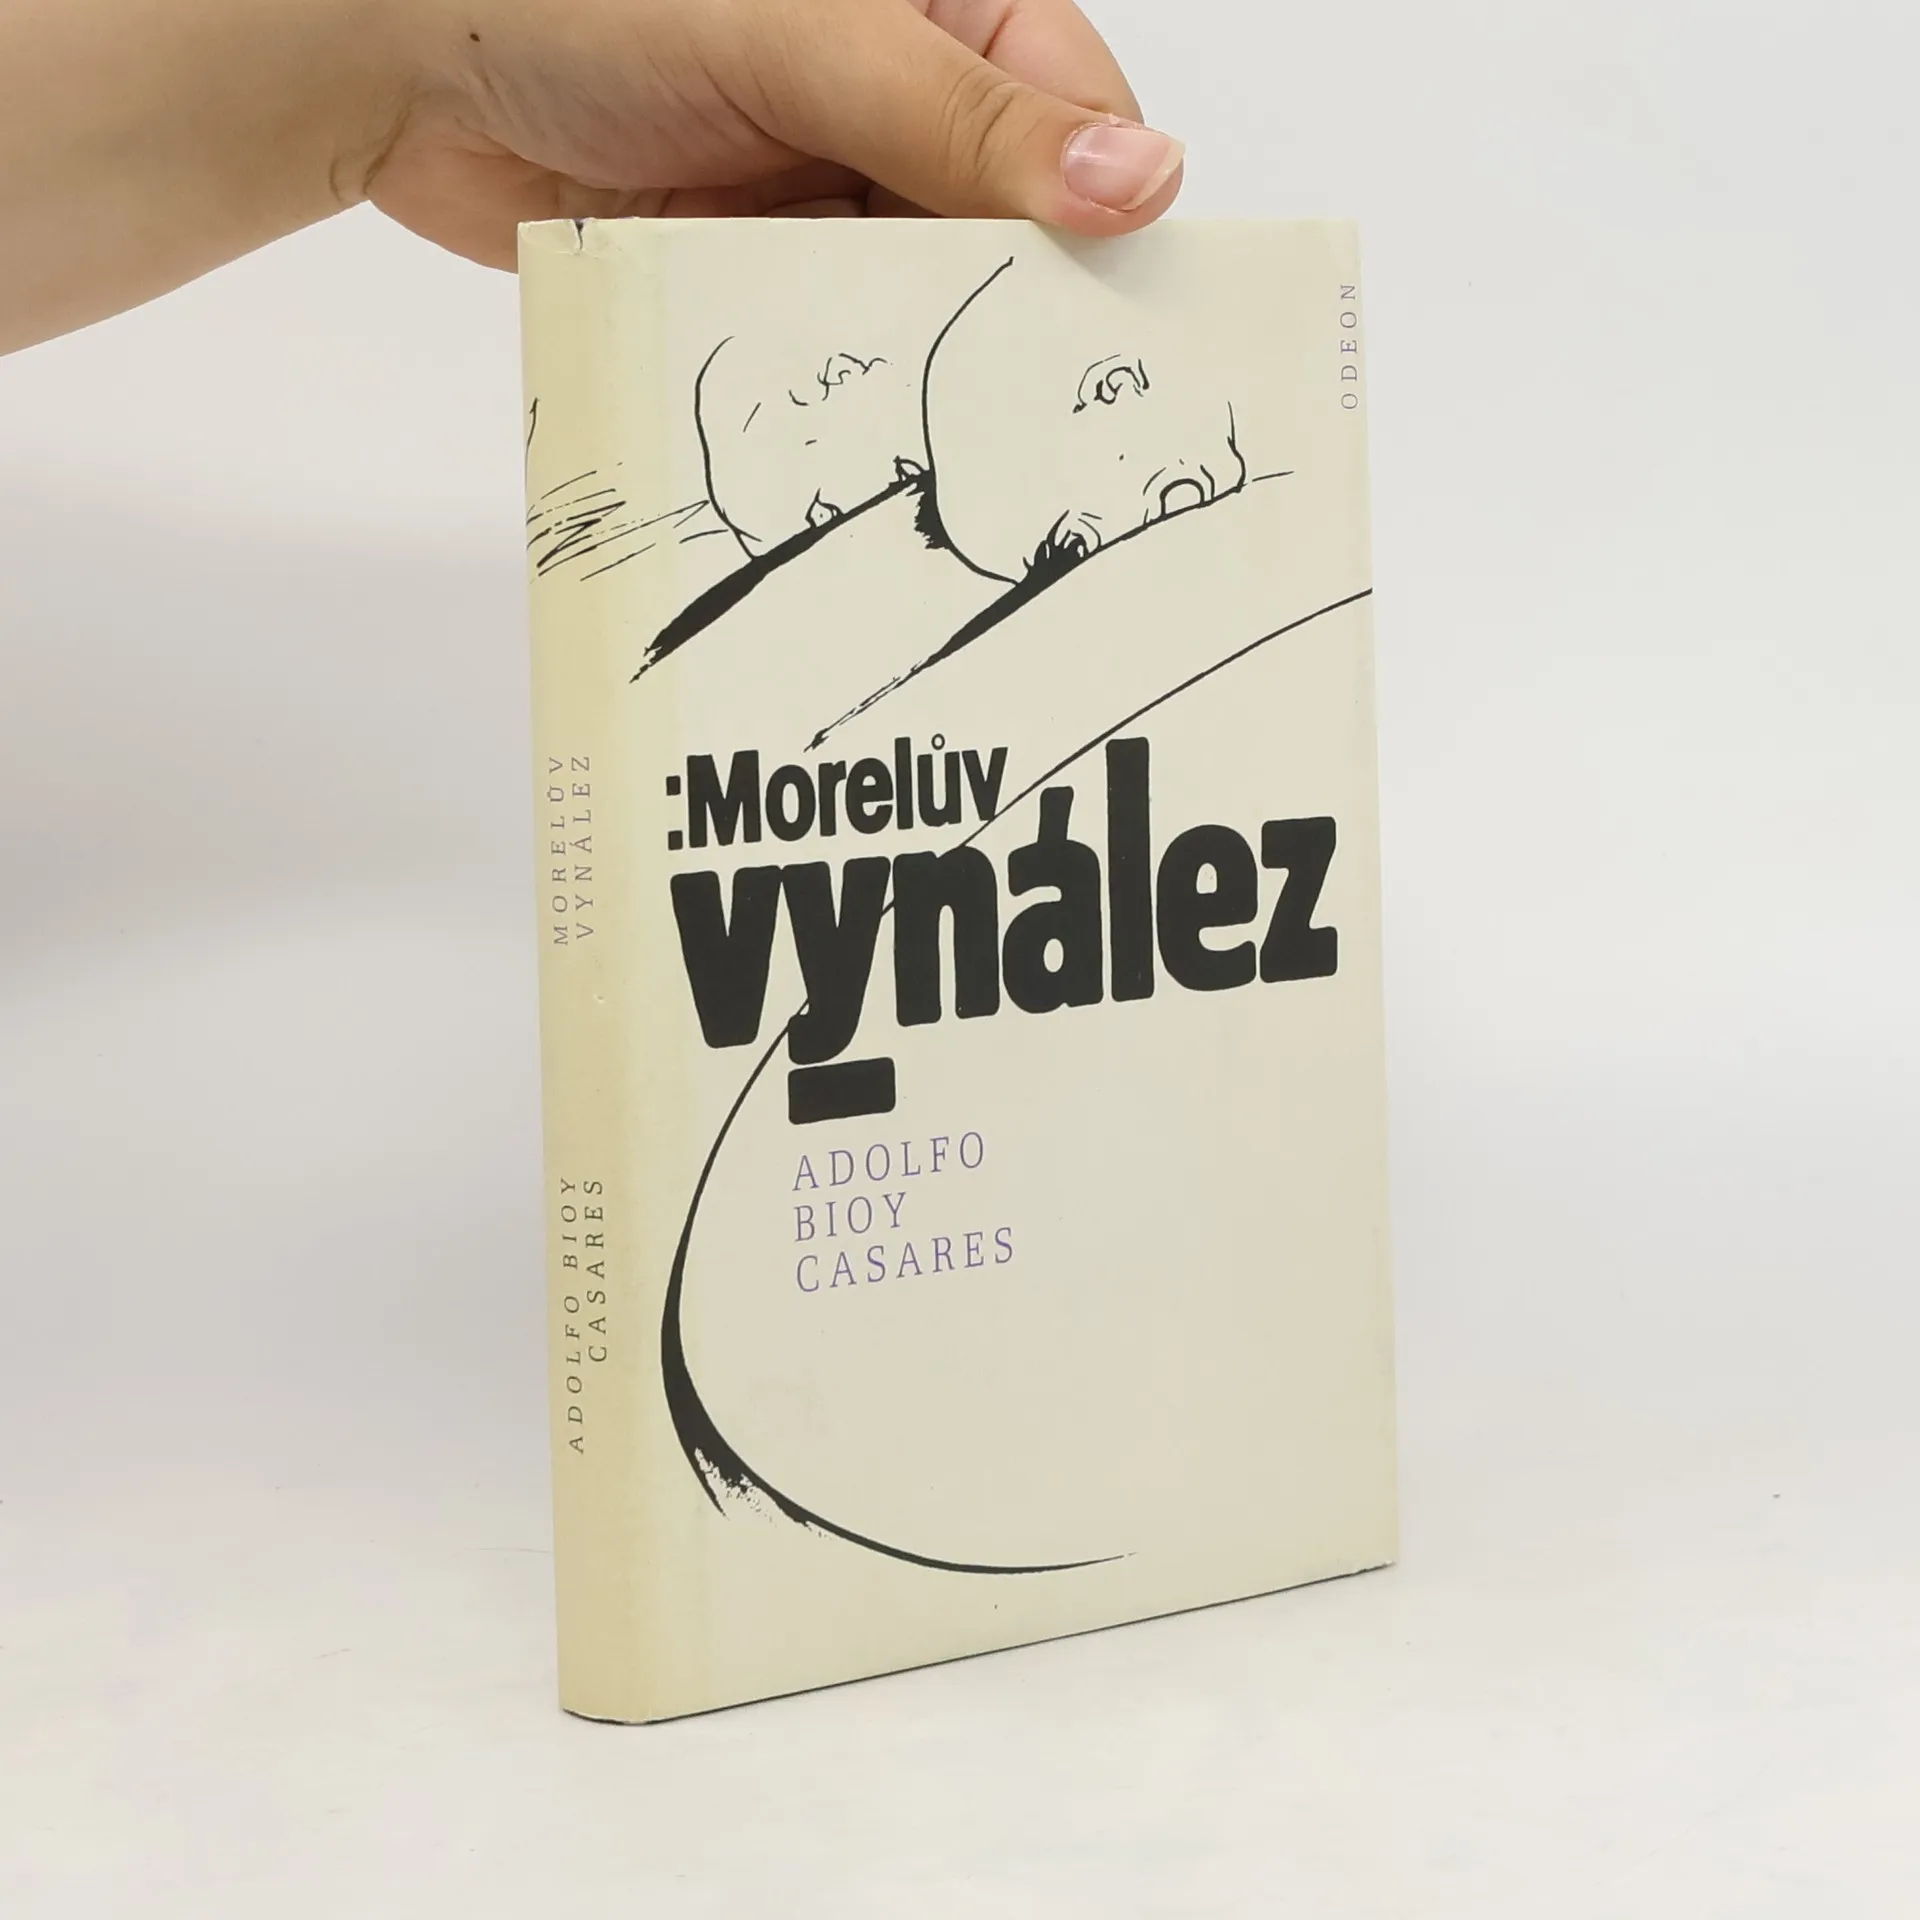 ODEON
:Morelův
vynález
ADOLFO
BIOY
CASARES
MORELŮV
VYNÁLEZ
ADOLFO BIOY
CASARES